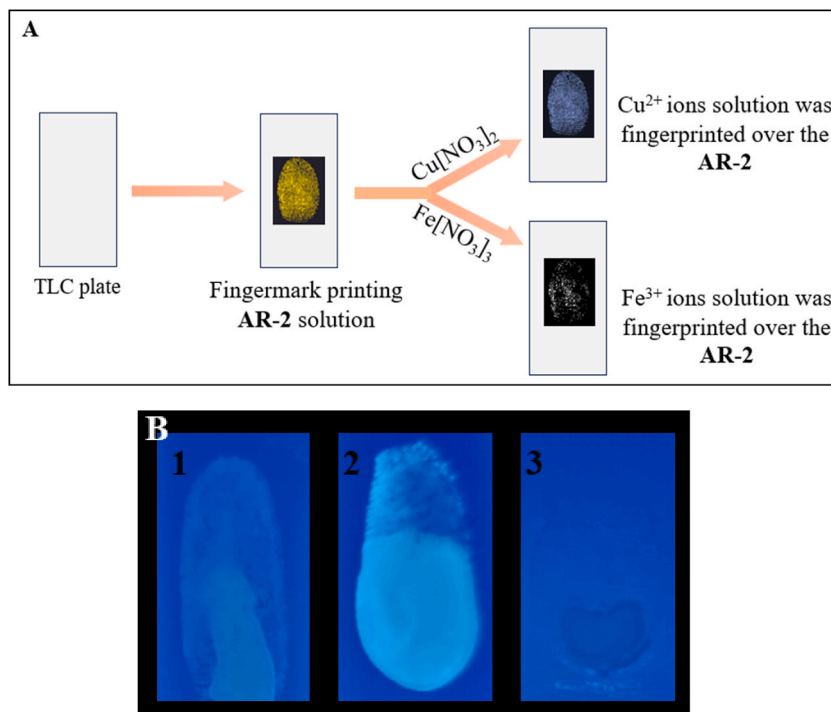 A
TLC plate
Fingermark printing
AR-2 solution
Cu[NO₃]₂
Fe[NO₃]₃
Cu²⁺ ions solution was
fingerprinted over the
AR-2
Fe³⁺ ions solution was
fingerprinted over the
AR-2
B
1
2
3